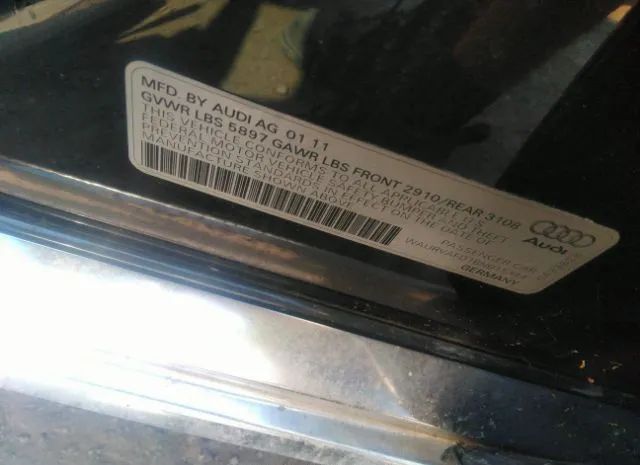 MFD. BY AUDI AG 01 11
GVWR LBS 5897 GAWR LBS FRONT 2910/REAR 3108
THIS VEHICLE CONFORMS TO ALL APPLICABLE U.S.
FEDERAL MOTOR VEHICLE SAFETY, BUMPER AND THEFT
PREVENTION STANDARDS IN EFFECT ON THE DATE OF
MANUFACTURE SHOWN ABOVE
PASSENGER CAR
GERMANY
Audi